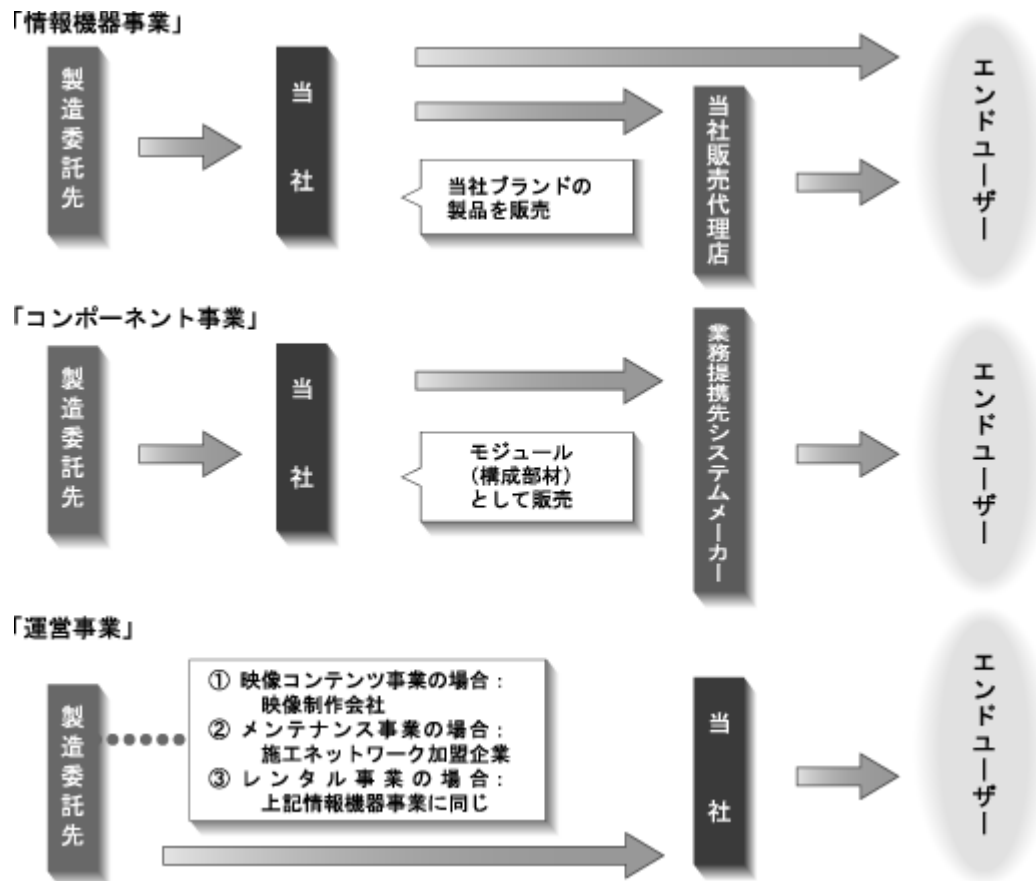 「情報機器事業」
製造委託先
当社
当社ブランドの
製品を販売
当社販売代理店
エンドユーザー
「コンポーネント事業」
製造委託先
当社
モジュール
(構成部材)
として販売
業務提携先システムメーカー
エンドユーザー
「運営事業」
製造委託先
① 映像コンテンツ事業の場合：
映像制作会社
② メンテナンス事業の場合：
施工ネットワーク加盟企業
③ レンタル事業の場合：
上記情報機器事業に同じ
当社
エンドユーザー